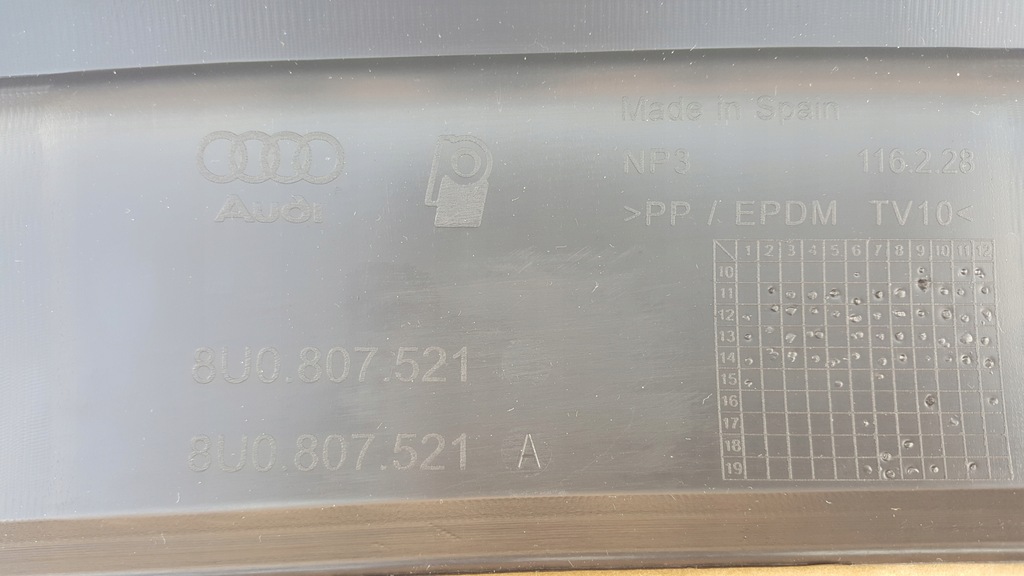 Made in Spain
Audi
NP3 116.2.28
>PP / EPDM TV10<
1 2 3 4 5 6 7 8 9 10 11 12
10
11
12
13
14
15
16
17
18
19
8U0.807.521
8U0.807.521 A